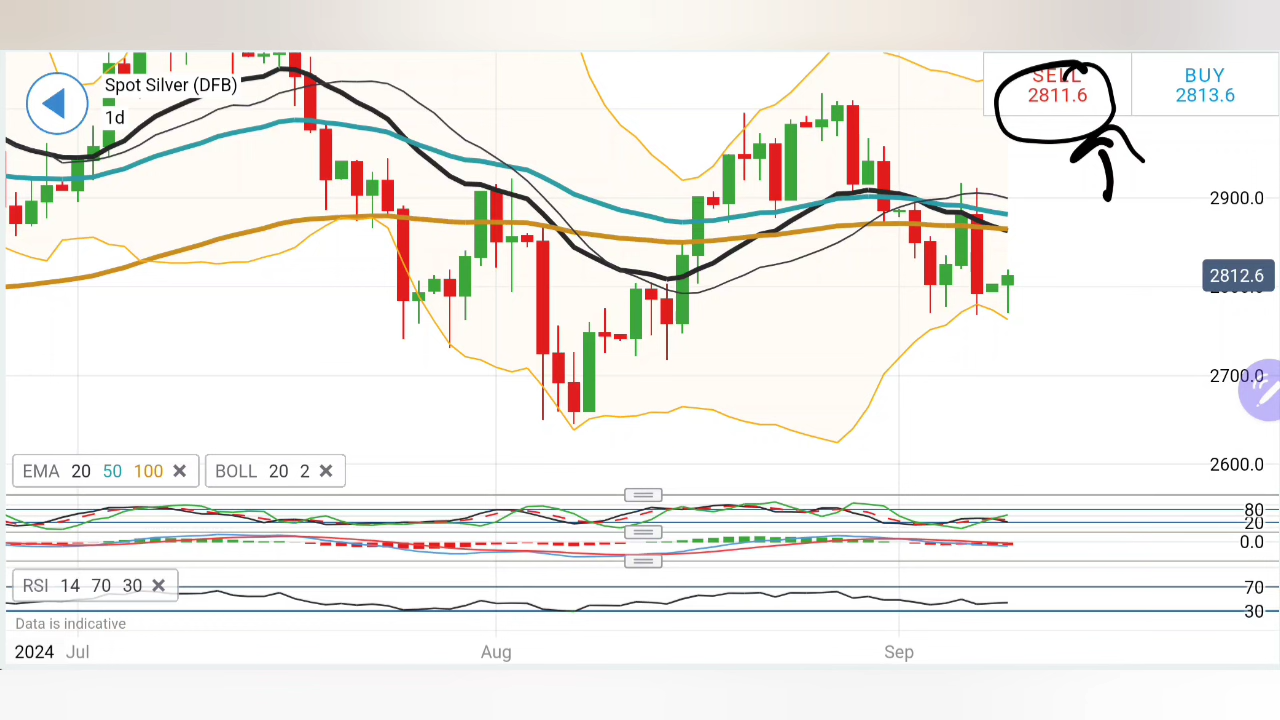 Spot Silver (DFB)
1d
SELL
2811.6
BUY
2813.6
2900.0
2812.6
2700.0
2600.0
EMA 20 50 100
BOLL 20 2
80
20
0.0
RSI 14 70 30
70
30
Data is indicative
2024 Jul Aug Sep